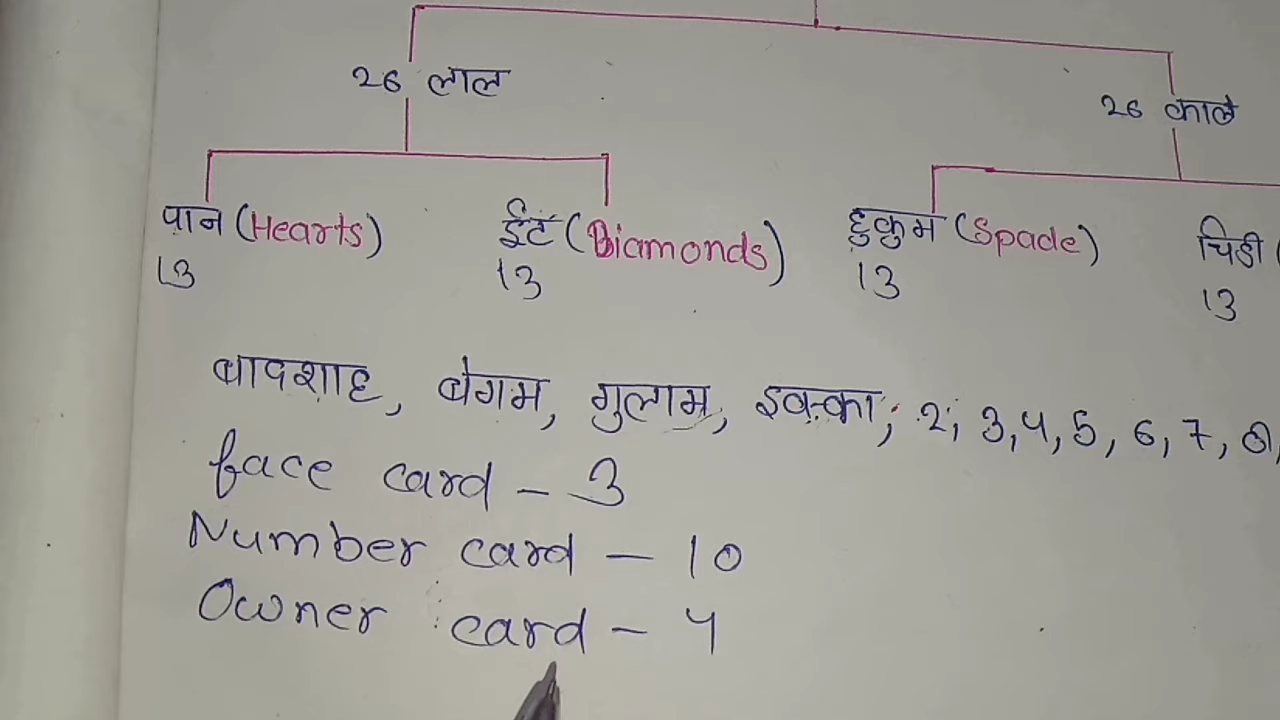 26 लाल
26 काले
पान (Hearts)
ईंट (Diamonds)
हुकुम (Spade)
चिडी (
13
13
13
13
बादशाह, बेगम, गुलाम, इक्का, 2, 3, 4, 5, 6, 7, 8,
face card - 3
Number card - 10
Owner card - 4